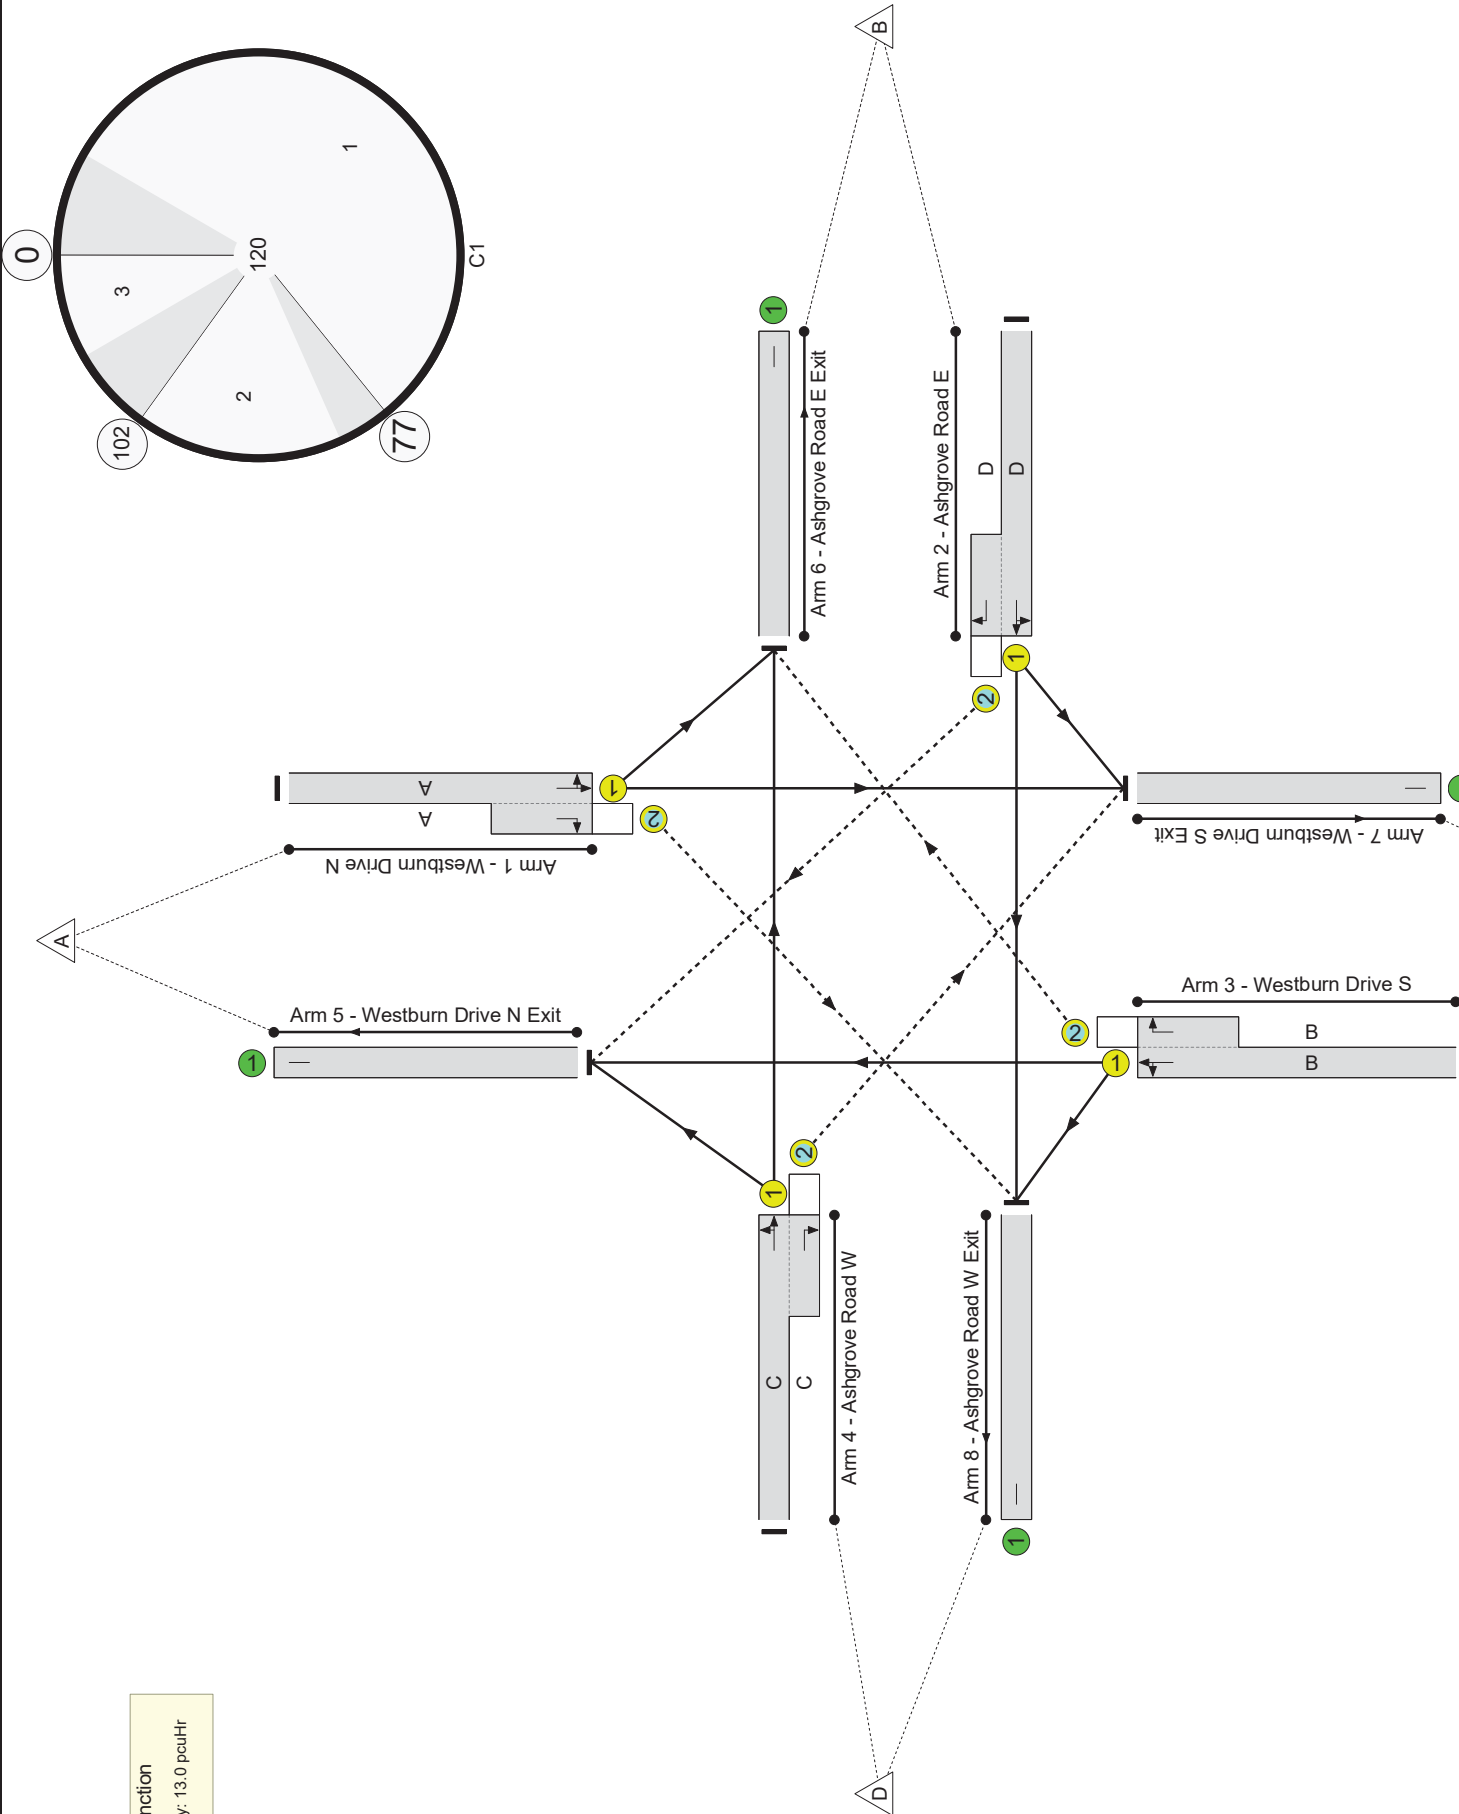 0
1
3
120
2
102
77
C1
B
A
D
1
Arm 6 - Ashgrove Road E Exit
Arm 2 - Ashgrove Road E
D
D
1
2
A
A
1
2
Arm 1 - Westburn Drive N
Arm 5 - Westburn Drive N Exit
1
Arm 7 - Westburn Drive S Exit
Arm 3 - Westburn Drive S
B
B
2
1
2
1
C
C
Arm 4 - Ashgrove Road W
Arm 8 - Ashgrove Road W Exit
1
nction
y: 13.0 pcuHr